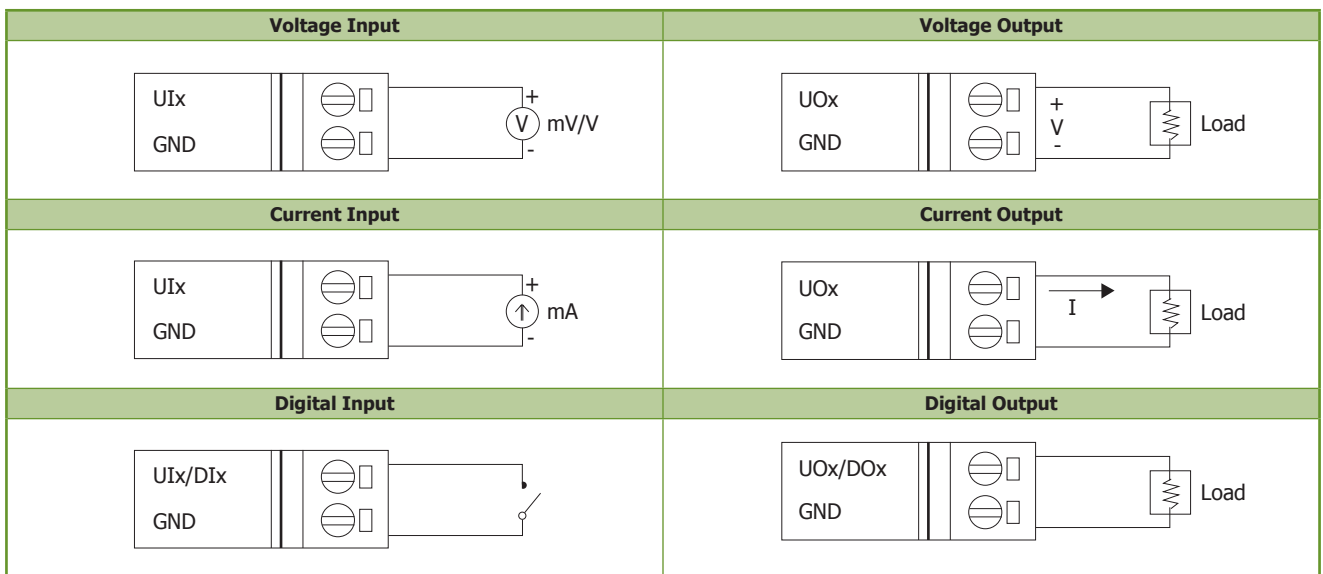 Voltage Input
Voltage Output
UIx
GND
+
V
-
mV/V
UOx
GND
+
V
-
Load
Current Input
Current Output
UIx
GND
+
-
mA
UOx
GND
I
Load
Digital Input
Digital Output
UIx/DIx
GND
UOx/DOx
GND
Load